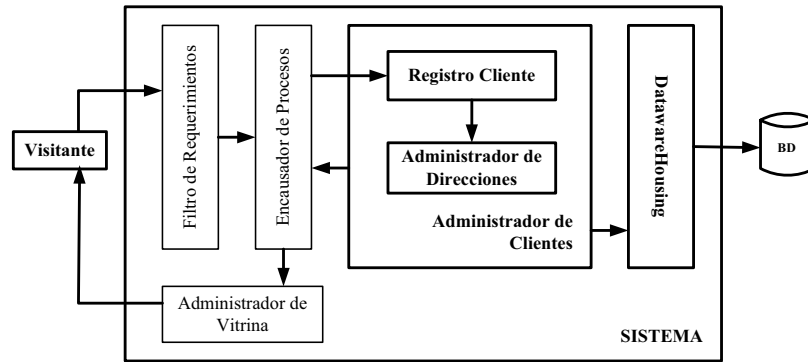 Visitante
Filtro de Requerimientos
Encausador de Procesos
Registro Cliente
Administrador de
Direcciones
Administrador de
Clientes
DatawareHousing
BD
Administrador de
Vitrina
SISTEMA